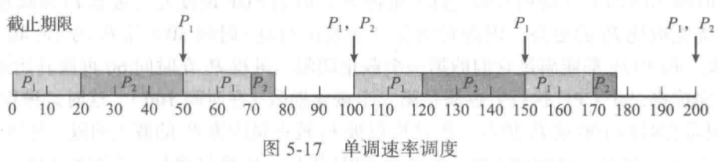 截止期限 P₁ P₁, P₂ P₁ P₁, P₂
P₁ P₂ P₁ P₂ P₁ P₂ P₁ P₂
0 10 20 30 40 50 60 70 80 90 100 110 120 130 140 150 160 170 180 190 200
图 5-17 单调速率调度